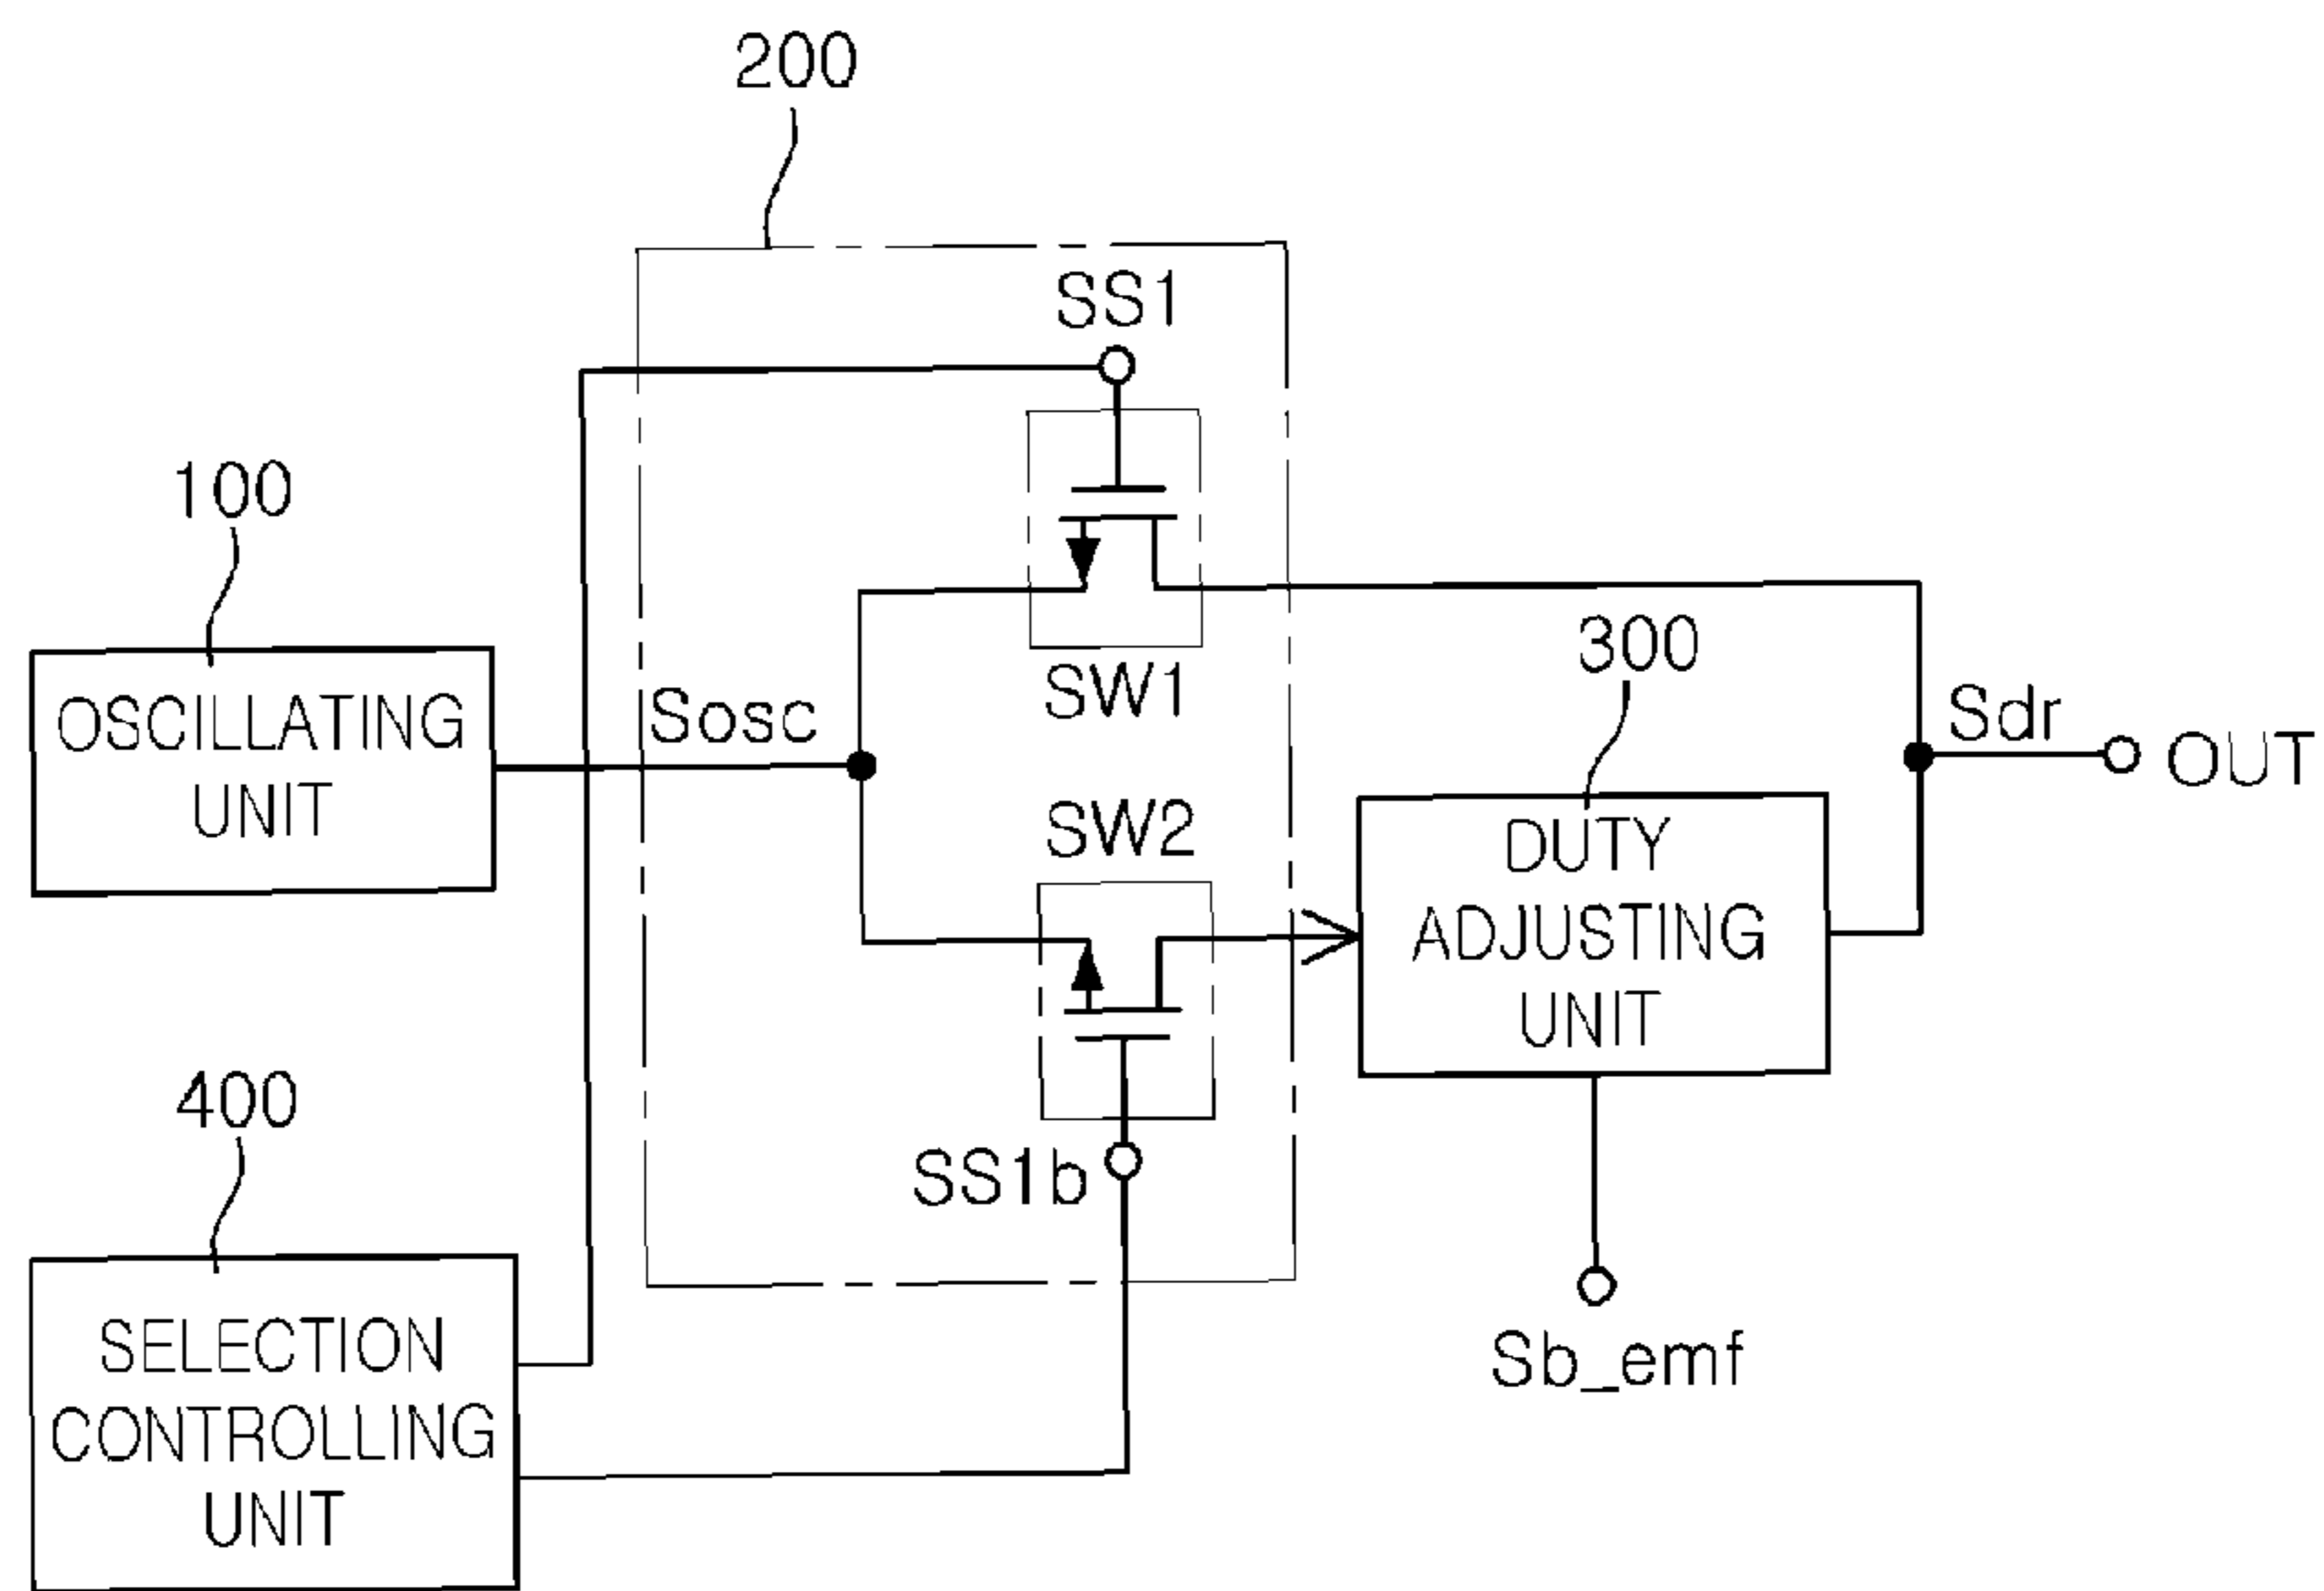 200
SS1
100
SW1
300
Sosc
Sdr
OSCILLATING
UNIT
OUT
SW2
DUTY
ADJUSTING
UNIT
400
SS1b
Sb_emf
SELECTION
CONTROLLING
UNIT